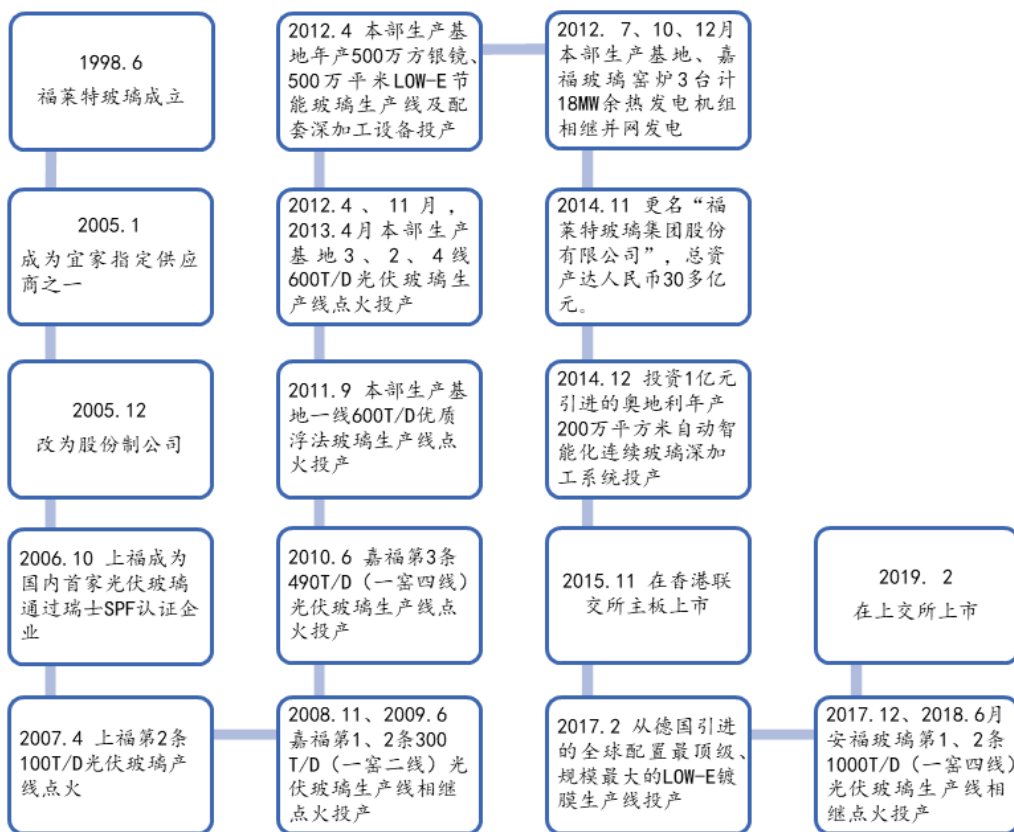 1998.6
福莱特玻璃成立
2005.1
成为宜家指定供应
商之一
2005.12
改为股份制公司
2006.10 上福成为
国内首家光伏玻璃
通过瑞士SPF认证企
业
2007.4 上福第2条
100T/D光伏玻璃产
线点火
2008.11、2009.6
嘉福第1、2条300
T/D（一窑二线）光
伏玻璃生产线相继
点火投产
2010.6 嘉福第3条
490T/D（一窑四线）
光伏玻璃生产线点
火投产
2011.9 本部生产基
地一线600T/D优质
浮法玻璃生产线点
火投产
2012.4 、 11月，
2013.4月本部生产
基地3、2、4线
600T/D光伏玻璃生
产线点火投产
2012.4 本部生产基
地年产500万方银镜、
500万平米LOW-E节
能玻璃生产线及配
套深加工设备投产
2012. 7、10、12月
本部生产基地、嘉
福玻璃窑炉3台计
18MW余热发电机组
相继并网发电
2014.11 更名“福
莱特玻璃集团股份
有限公司”，总资
产达人民币30多亿
元。
2014.12 投资1亿元
引进的奥地利年产
200万平方米自动智
能化连续玻璃深加
工系统投产
2015.11 在香港联
交所主板上市
2017.2 从德国引进
的全球配置最顶级、
规模最大的LOW-E镀
膜生产线投产
2017.12、2018.6月
安福玻璃第1、2条
1000T/D（一窑四线）
光伏玻璃生产线相
继点火投产
2019. 2
在上交所上市